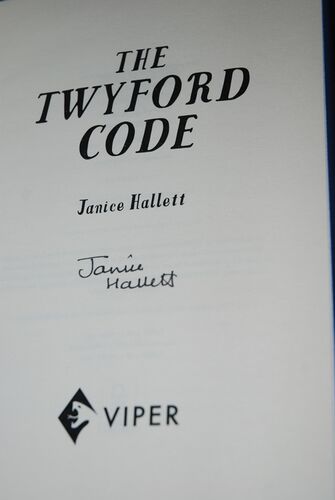 THE
TWYFORD
CODE
Janice Hallett
Janice
Hallett
VIPER